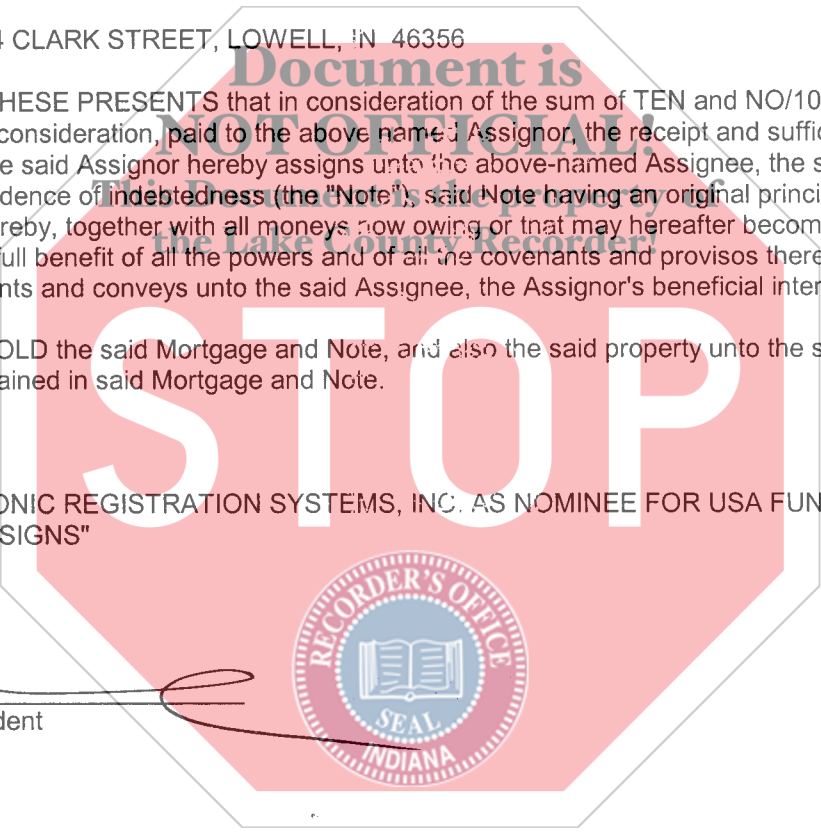 4 CLARK STREET, LOWELL, IN  46356
Document is
HESE PRESENTS that in consideration of the sum of TEN and NO/10
consideration, paid to the above named Assignor, the receipt and suffic
NOT OFFICIAL!
e said Assignor hereby assigns unto the above-named Assignee, the s
dence of indebtedness (the "Note"), said Note having an original princi
This Document is the property of
reby, together with all moneys now owing or that may hereafter becom
the Lake County Recorder!
full benefit of all the powers and of all the covenants and provisos there
nts and conveys unto the said Assignee, the Assignor's beneficial inter
OLD the said Mortgage and Note, and also the said property unto the s
ained in said Mortgage and Note.
STOP
ONIC REGISTRATION SYSTEMS, INC. AS NOMINEE FOR USA FUN
SIGNS"
RECORDER'S OFFICE
SEAL
INDIANA
dent